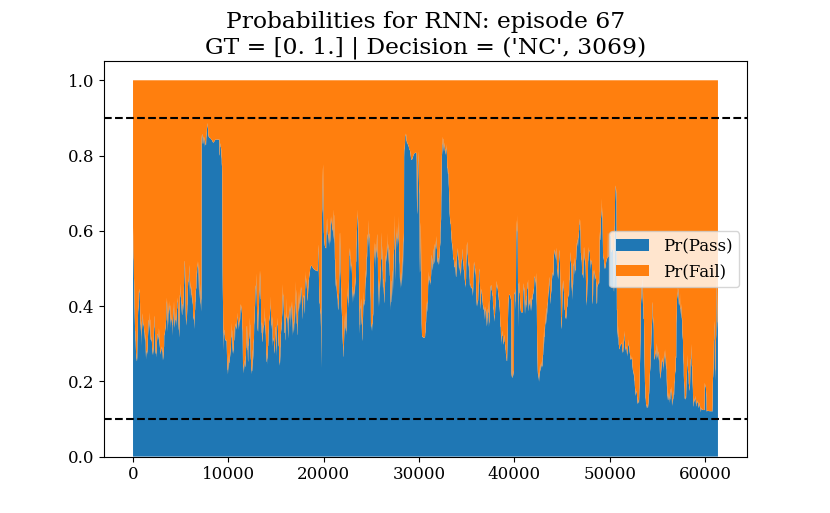 Probabilities for RNN: episode 67
GT = [0. 1.] | Decision = ('NC', 3069)
1.0
0.8
0.6
0.4
0.2
0.0
Pr(Pass)
Pr(Fail)
0 10000 20000 30000 40000 50000 60000